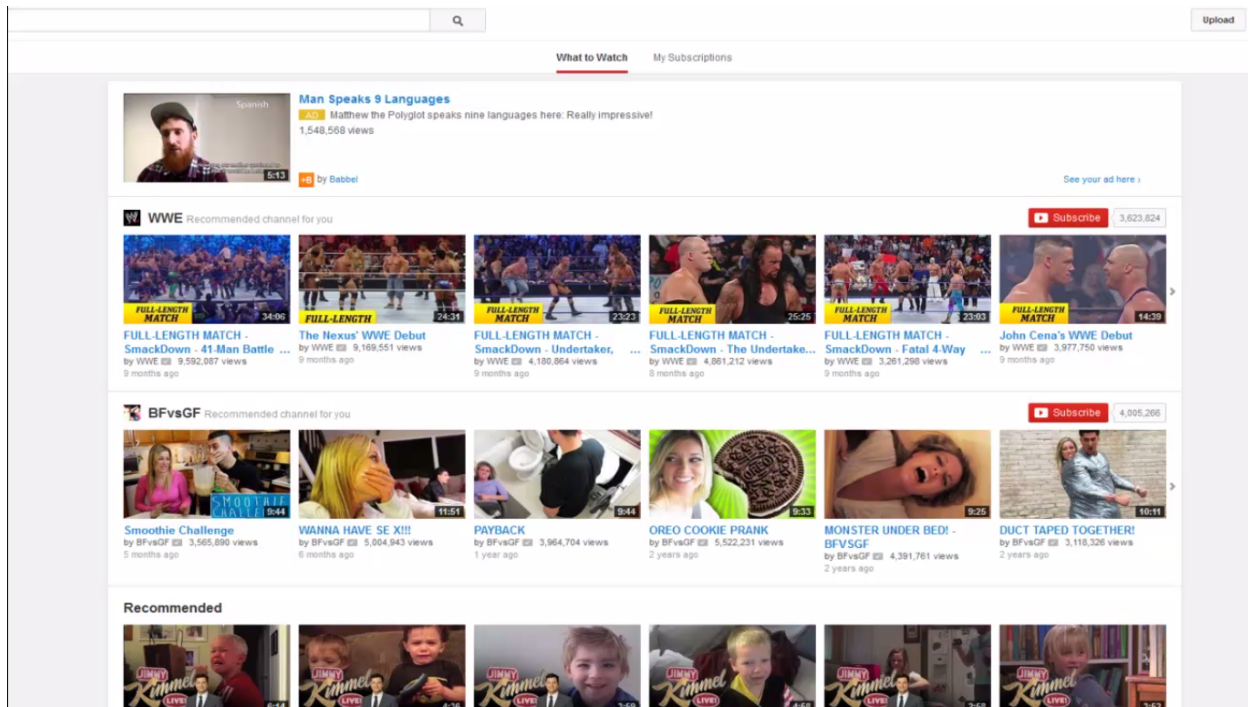 Upload
What to Watch My Subscriptions
Spanish
5:13
Man Speaks 9 Languages
AD Matthew the Polyglot speaks nine languages here: Really impressive!
1,548,568 views
+B by Babbel
See your ad here ›
WWE Recommended channel for you
Subscribe 3,623,824
FULL-LENGTH MATCH 34:06
FULL-LENGTH MATCH -
SmackDown - 41-Man Battle ...
by WWE 9,592,087 views
9 months ago
FULL-LENGTH 24:31
The Nexus' WWE Debut
by WWE 9,169,551 views
9 months ago
FULL-LENGTH MATCH 23:23
FULL-LENGTH MATCH -
SmackDown - Undertaker, ...
by WWE 4,180,864 views
9 months ago
FULL-LENGTH MATCH 25:25
FULL-LENGTH MATCH -
SmackDown - The Undertake...
by WWE 4,861,212 views
8 months ago
FULL-LENGTH MATCH 23:03
FULL-LENGTH MATCH -
SmackDown - Fatal 4-Way ...
by WWE 3,261,298 views
9 months ago
FULL-LENGTH MATCH 14:39
John Cena's WWE Debut
by WWE 3,977,750 views
9 months ago
BFvsGF Recommended channel for you
Subscribe 4,005,266
SMOOTHIE
CHALLE 9:44
Smoothie Challenge
by BFvsGF 3,565,890 views
5 months ago
11:51
WANNA HAVE SE X!!!
by BFvsGF 5,004,943 views
6 months ago
9:44
PAYBACK
by BFvsGF 3,964,704 views
1 year ago
OREO
9:33
OREO COOKIE PRANK
by BFvsGF 5,522,231 views
2 years ago
9:25
MONSTER UNDER BED! -
BFVSGF
by BFvsGF 4,391,761 views
2 years ago
10:11
DUCT TAPED TOGETHER!
by BFvsGF 3,118,326 views
2 years ago
Recommended
JIMMY Kimmel LIVE! 6:14
JIMMY Kimmel LIVE! 4:36
JIMMY Kimmel LIVE! 3:59
JIMMY Kimmel LIVE! 4:58
JIMMY Kimmel LIVE! 3:58
JIMMY Kimmel LIVE! 3:53